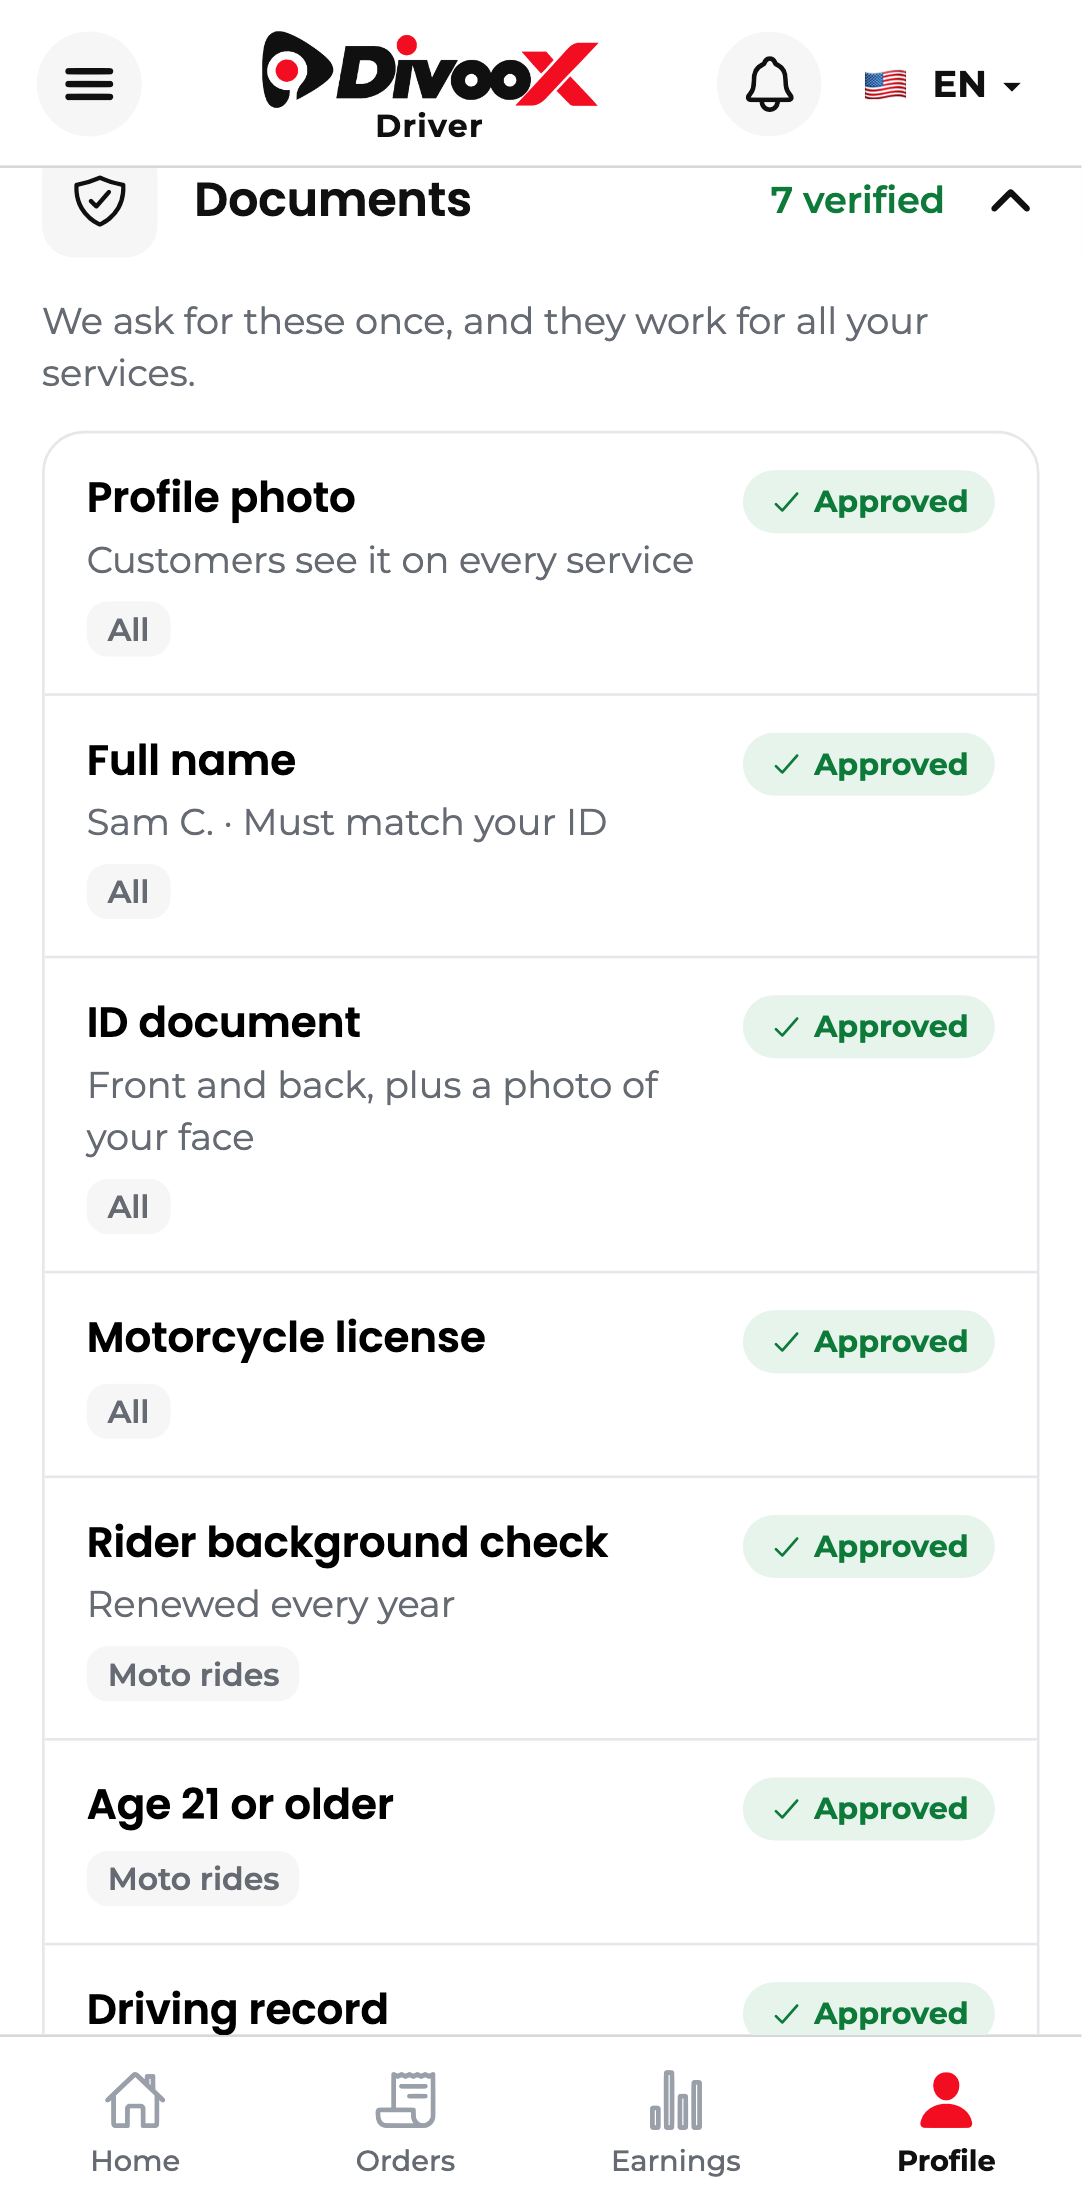 DivooX
Driver
EN
Documents
7 verified
We ask for these once, and they work for all your
services.
Profile photo
Approved
Customers see it on every service
All
Full name
Approved
Sam C. · Must match your ID
All
ID document
Approved
Front and back, plus a photo of
your face
All
Motorcycle license
Approved
All
Rider background check
Approved
Renewed every year
Moto rides
Age 21 or older
Approved
Moto rides
Driving record
Approved
Home
Orders
Earnings
Profile